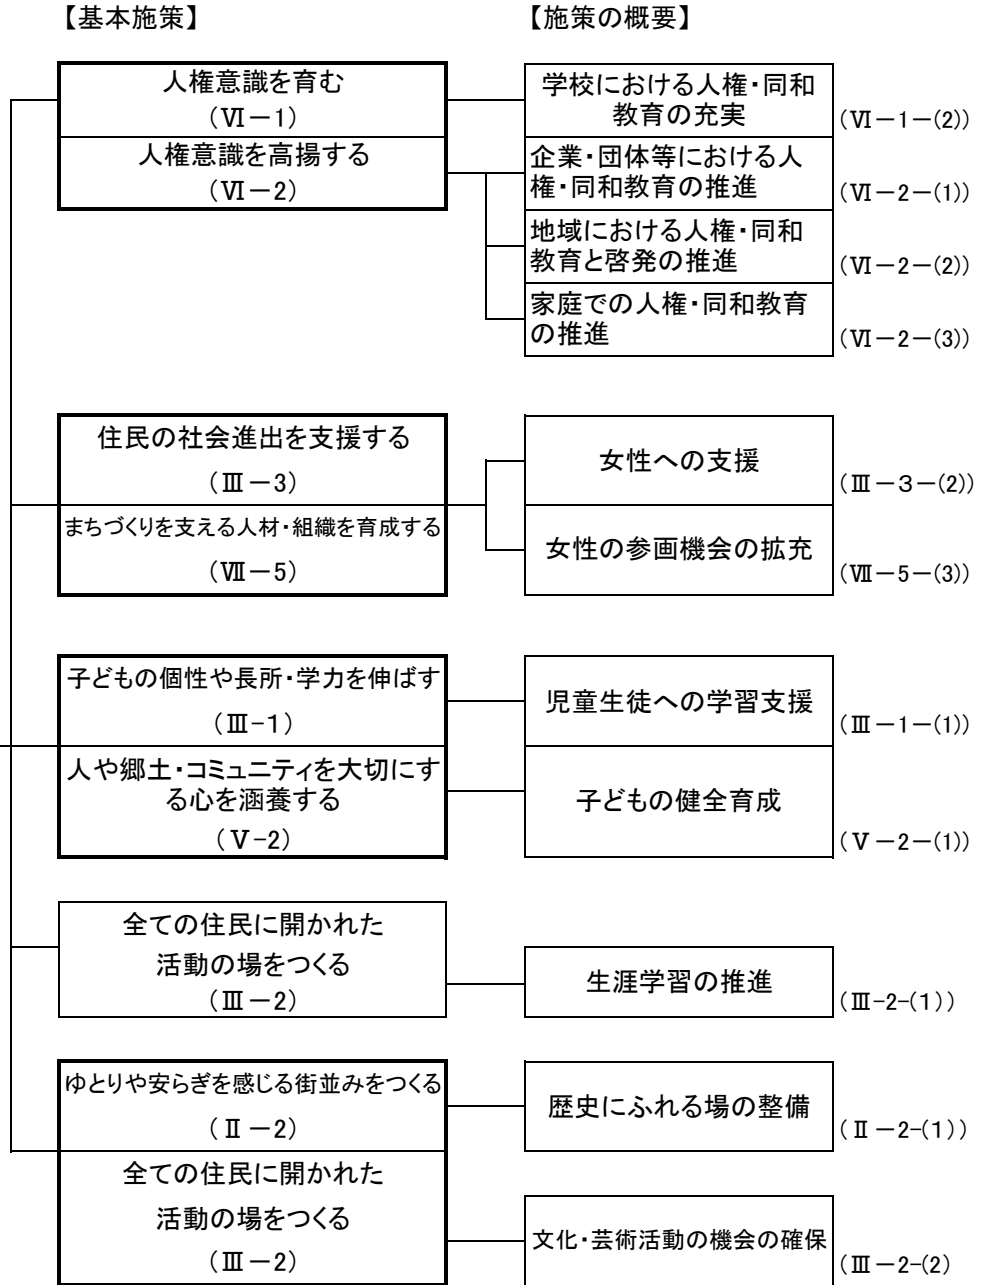 【基本施策】
【施策の概要】
人権意識を育む
(Ⅵ－1)
学校における人権・同和
教育の充実
(Ⅵ－1－(2))
人権意識を高揚する
(Ⅵ－2)
企業・団体等における人
権・同和教育の推進
(Ⅵ－2－(1))
地域における人権・同和
教育と啓発の推進
(Ⅵ－2－(2))
家庭での人権・同和教育
の推進
(Ⅵ－2－(3))
住民の社会進出を支援する
(Ⅲ－3)
女性への支援
(Ⅲ－３－(2))
まちづくりを支える人材・組織を育成する
(Ⅶ－5)
女性の参画機会の拡充
(Ⅶ－5－(3))
子どもの個性や長所・学力を伸ばす
(Ⅲ-１)
児童生徒への学習支援
(Ⅲ－1－(1))
人や郷土・コミュニティを大切にす
る心を涵養する
(Ⅴ-2)
子どもの健全育成
(Ⅴ－2－(1))
全ての住民に開かれた
活動の場をつくる
(Ⅲ－2)
生涯学習の推進
(Ⅲ-2-(１))
ゆとりや安らぎを感じる街並みをつくる
(Ⅱ－2)
歴史にふれる場の整備
(Ⅱ－2-(１))
全ての住民に開かれた
活動の場をつくる
(Ⅲ－2)
文化・芸術活動の機会の確保
(Ⅲ－2-(2)